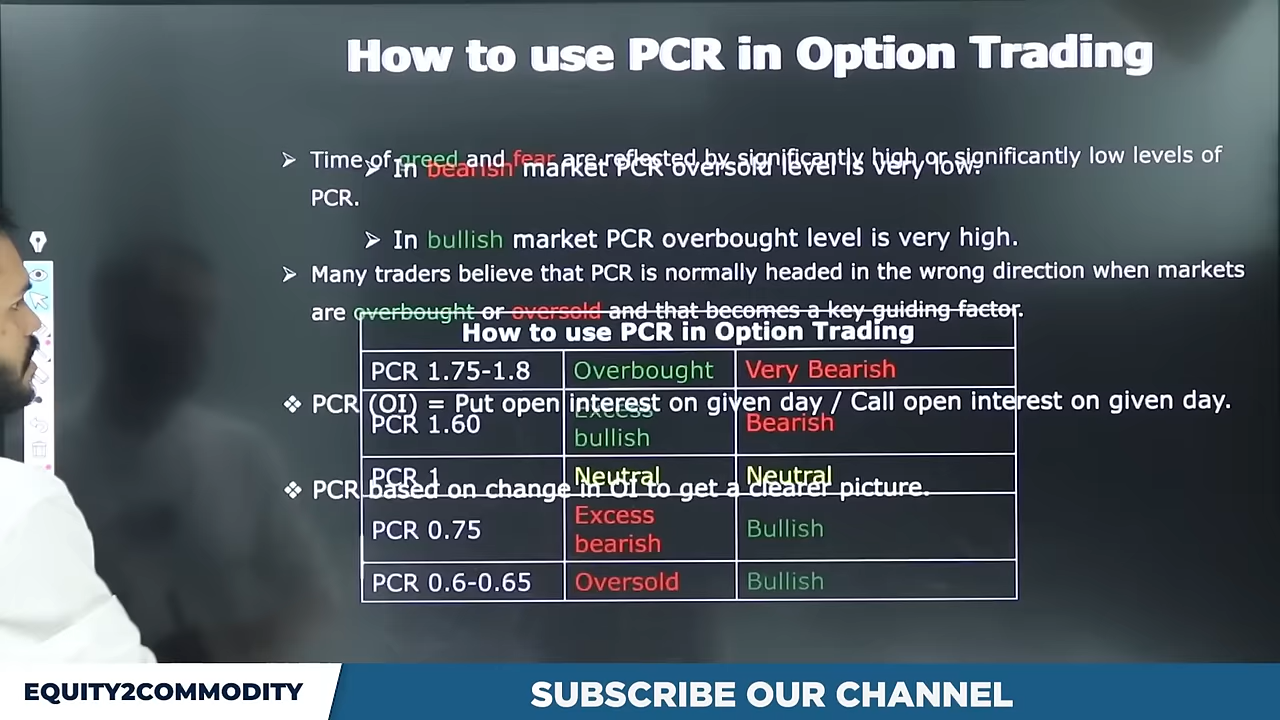 How to use PCR in Option Trading
➢ Time of greed and fear are reflected by significantly high or significantly low levels of
PCR.
➢ In bearish market PCR oversold level is very low.
➢ In bullish market PCR overbought level is very high.
➢ Many traders believe that PCR is normally headed in the wrong direction when markets
are overbought or oversold and that becomes a key guiding factor.
How to use PCR in Option Trading
PCR 1.75-1.8 Overbought Very Bearish
❖ PCR (OI) = Put open interest on given day / Call open interest on given day.
PCR 1.60 Excess bullish Bearish
PCR 1 Neutral Neutral
❖ PCR based on change in OI to get a clearer picture.
PCR 0.75 Excess bearish Bullish
PCR 0.6-0.65 Oversold Bullish
EQUITY2COMMODITY
SUBSCRIBE OUR CHANNEL